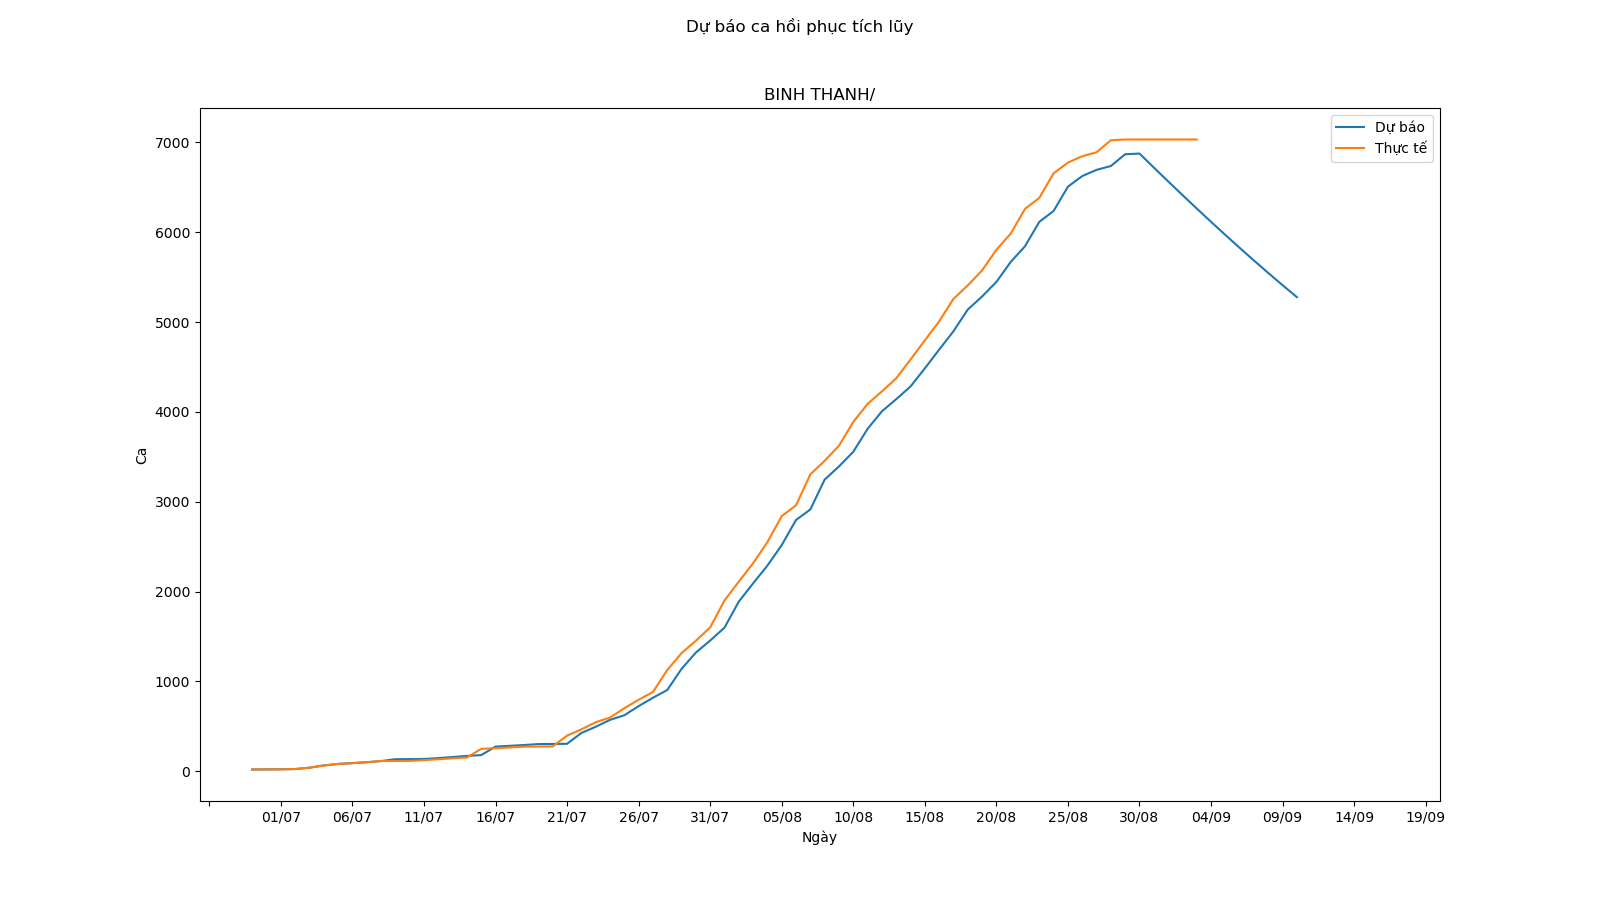 Dự báo ca hồi phục tích lũy
BINH THANH/
Dự báo
Thực tế
7000
6000
5000
4000
3000
2000
1000
0
Ca
01/07 06/07 11/07 16/07 21/07 26/07 31/07 05/08 10/08 15/08 20/08 25/08 30/08 04/09 09/09 14/09 19/09
Ngày